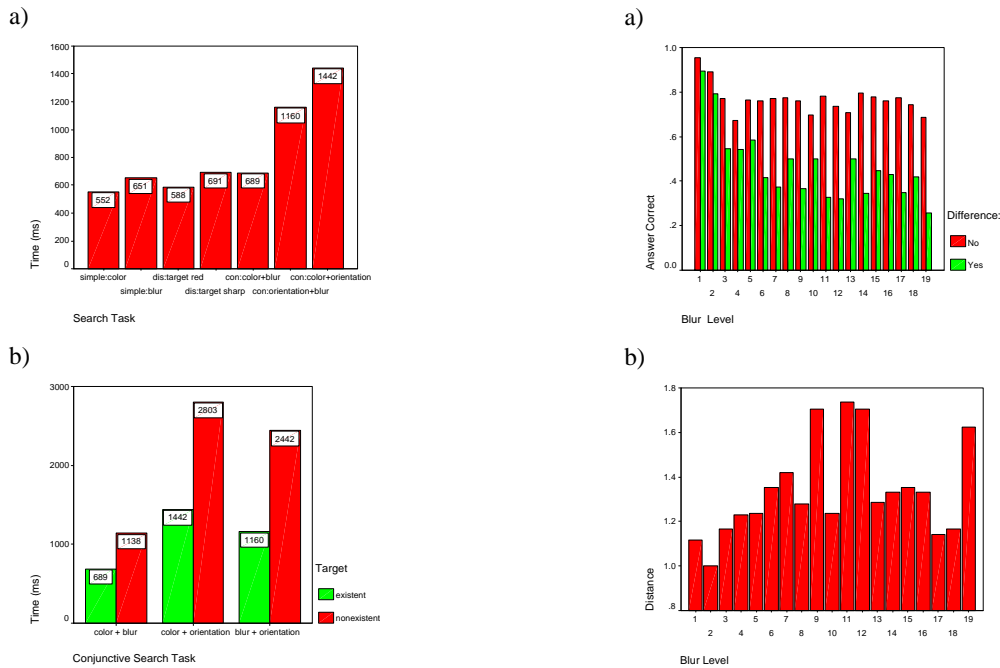 a)
1600
1400
1200
1000
800
600
400
200
0
Time (ms)
552
651
588
691
689
1160
1442
simple:color
dis:target red
con:color+blur
con:color+orientation
simple:blur
dis:target sharp
con:orientation+blur
Search Task
b)
3000
2000
1000
0
Time (ms)
689
1138
1442
2803
1160
2442
color + blur
color + orientation
blur + orientation
Conjunctive Search Task
Target
existent
nonexistent
a)
1.0
.8
.6
.4
.2
0.0
Answer Correct
1 3 5 7 9 11 13 15 17 19
2 4 6 8 10 12 14 16 18
Blur Level
Difference:
No
Yes
b)
1.8
1.6
1.4
1.2
1.0
.8
Distance
1 3 5 7 9 11 13 15 17 19
2 4 6 8 10 12 14 16 18
Blur Level